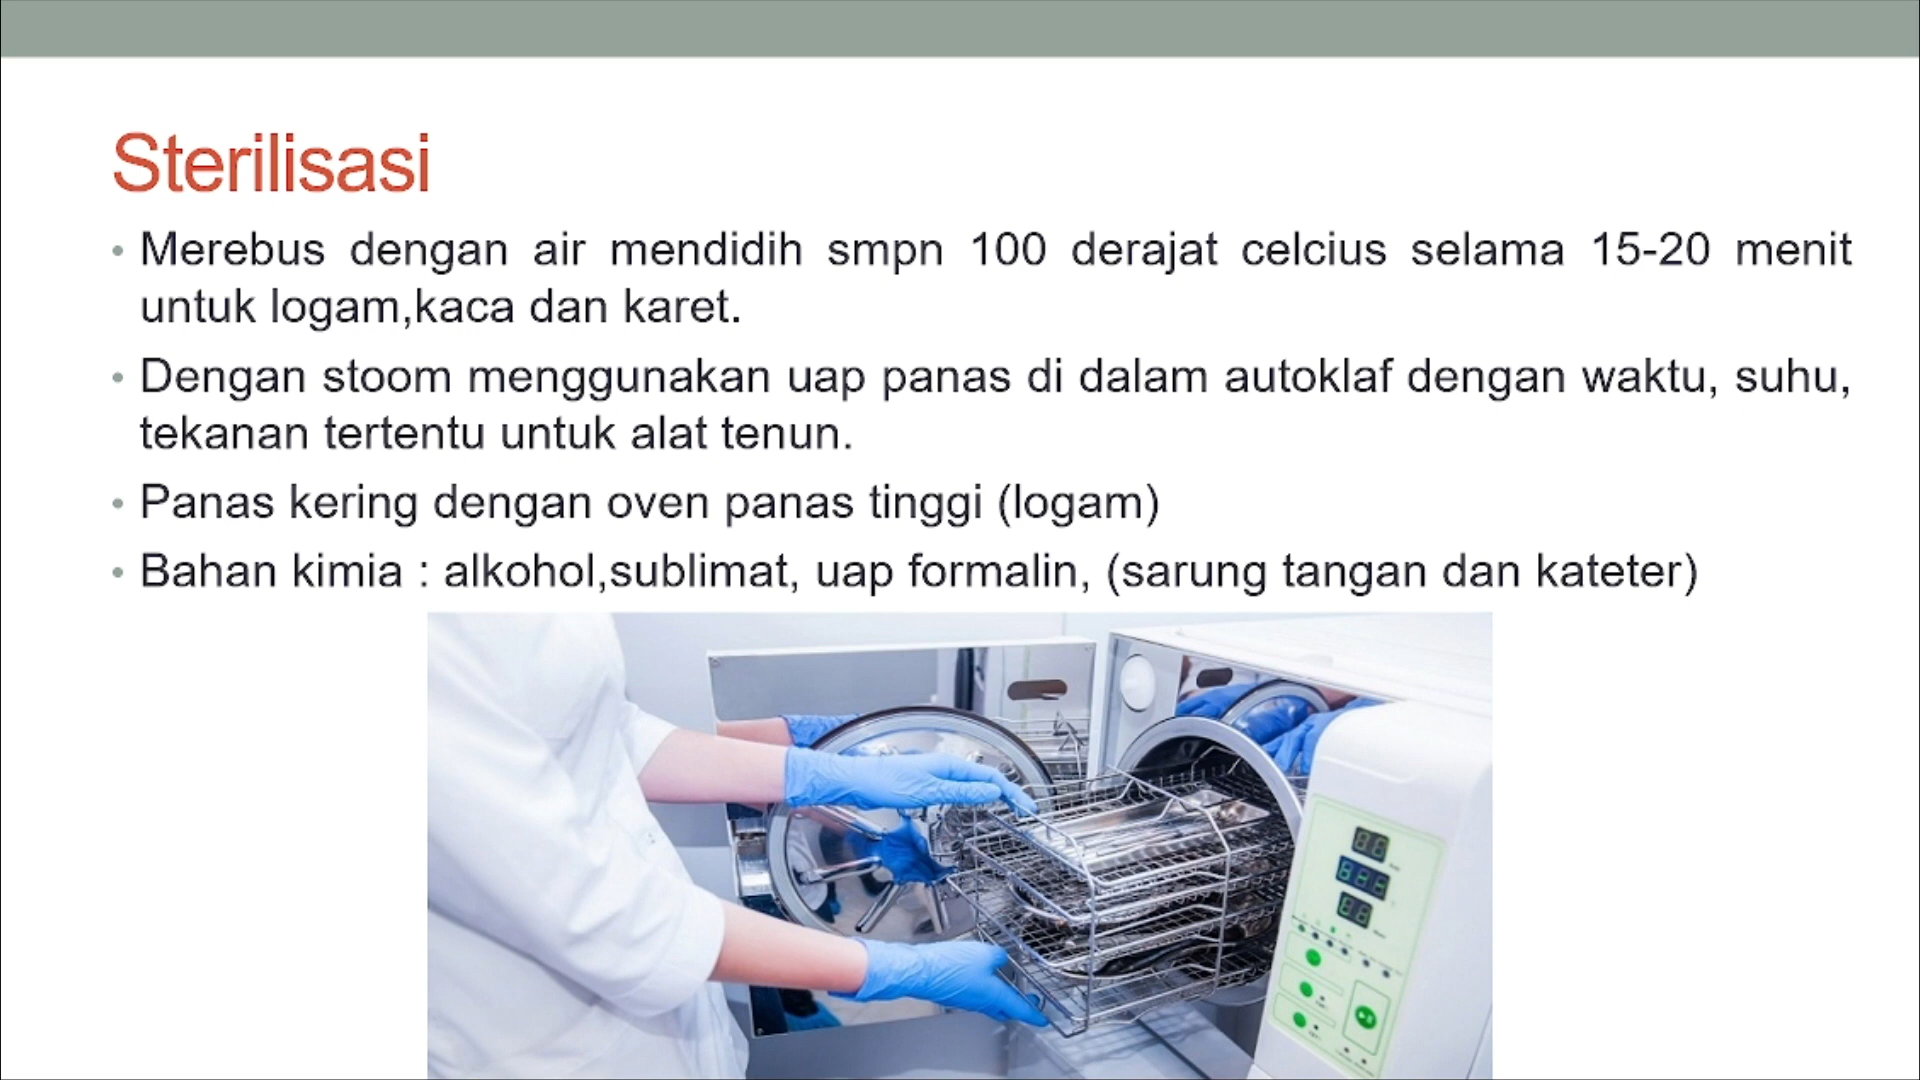 Sterilisasi
• Merebus dengan air mendidih smpn 100 derajat celcius selama 15-20 menit
untuk logam,kaca dan karet.
• Dengan stoom menggunakan uap panas di dalam autoklaf dengan waktu, suhu,
tekanan tertentu untuk alat tenun.
• Panas kering dengan oven panas tinggi (logam)
• Bahan kimia : alkohol,sublimat, uap formalin, (sarung tangan dan kateter)